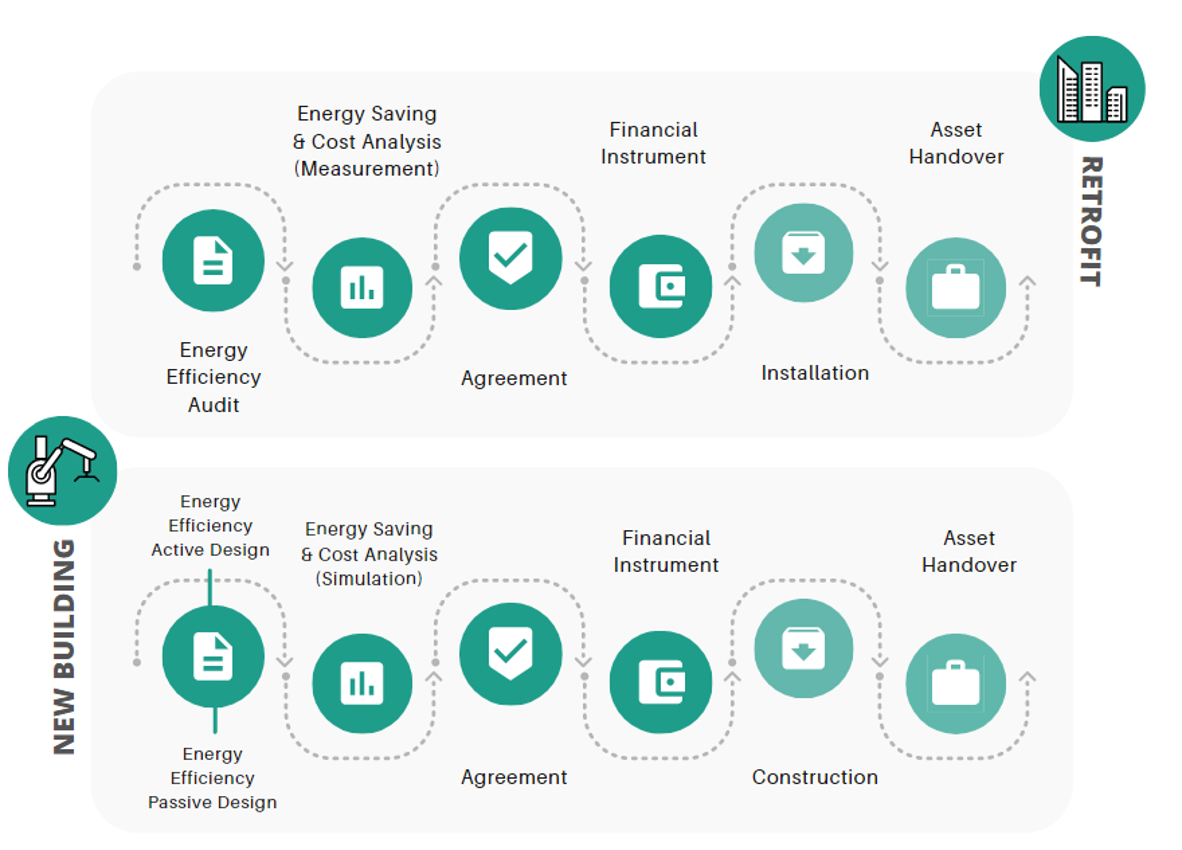 RETROFIT
Energy Saving
& Cost Analysis
(Measurement)
Financial
Instrument
Asset
Handover
Energy
Efficiency
Audit
Agreement
Installation
NEW BUILDING
Energy
Efficiency
Active Design
Energy Saving
& Cost Analysis
(Simulation)
Financial
Instrument
Asset
Handover
Energy
Efficiency
Passive Design
Agreement
Construction